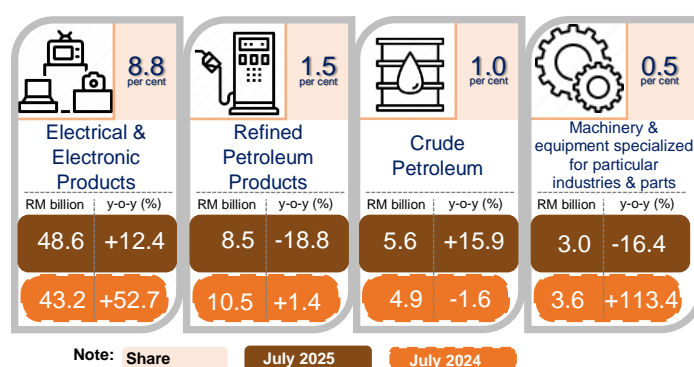 8.8
per cent
Electrical &
Electronic
Products
RM billion y-o-y (%)
48.6 +12.4
43.2 +52.7
1.5
per cent
Refined
Petroleum
Products
RM billion y-o-y (%)
8.5 -18.8
10.5 +1.4
1.0
per cent
Crude
Petroleum
RM billion y-o-y (%)
5.6 +15.9
4.9 -1.6
0.5
per cent
Machinery &
equipment specialized
for particular
industries & parts
RM billion y-o-y (%)
3.0 -16.4
3.6 +113.4
Note: Share July 2025 July 2024